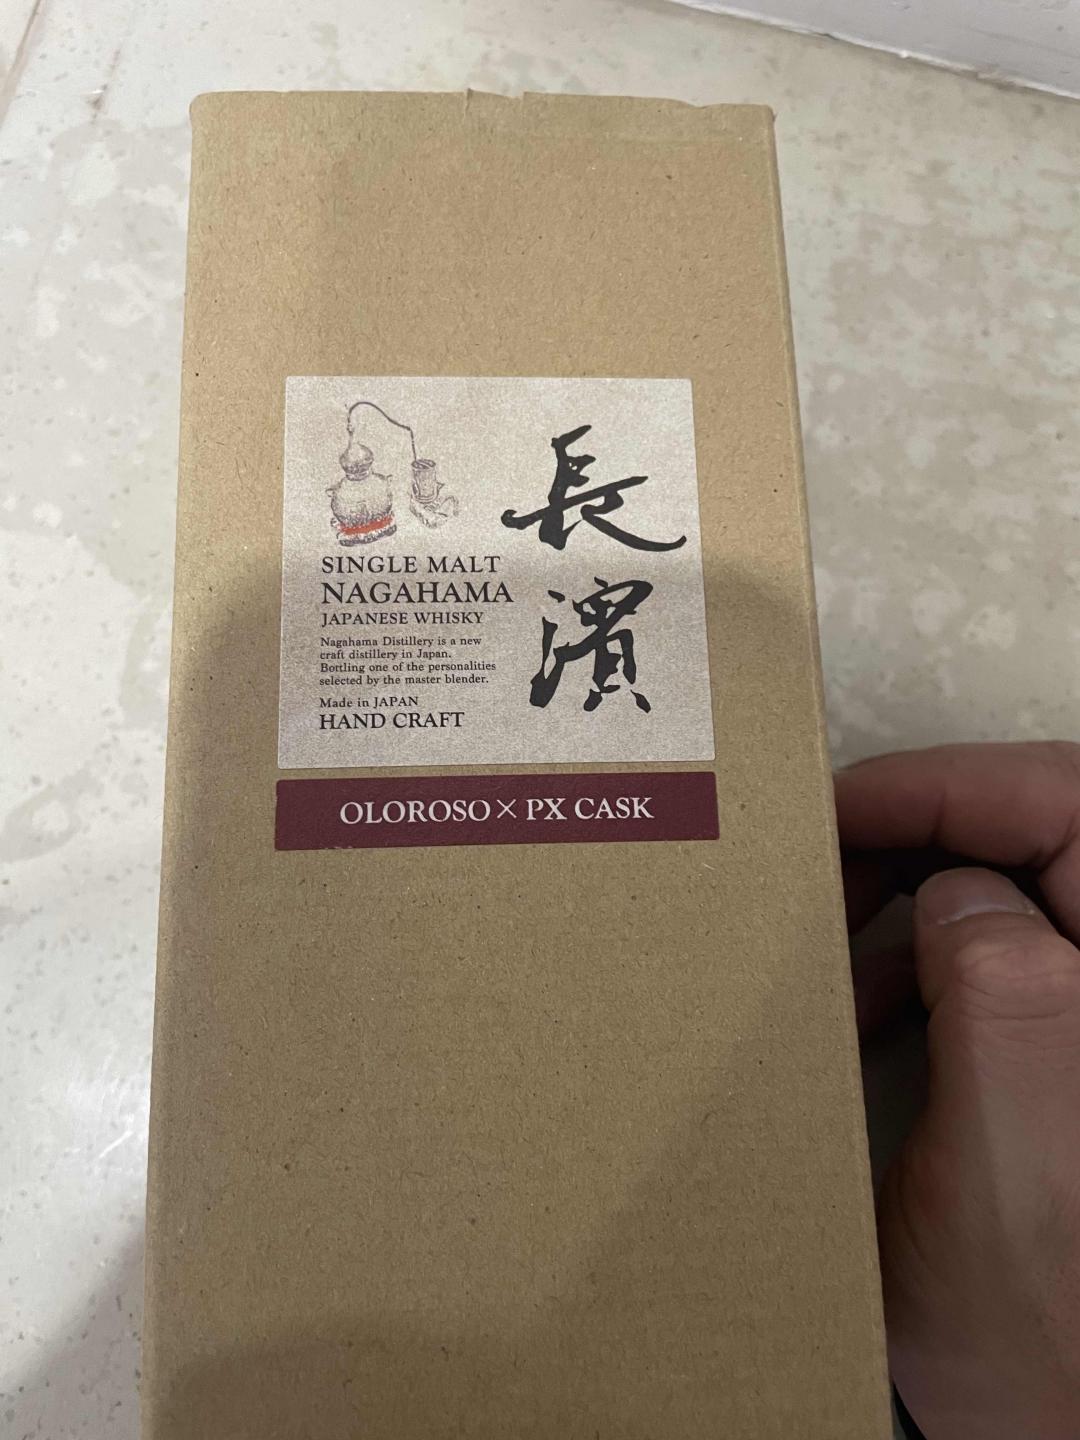 長濱
SINGLE MALT
NAGAHAMA
JAPANESE WHISKY
Nagahama Distillery is a new
craft distillery in Japan.
Bottling one of the personalities
selected by the master blender.
Made in JAPAN
HAND CRAFT
OLOROSO× PX CASK